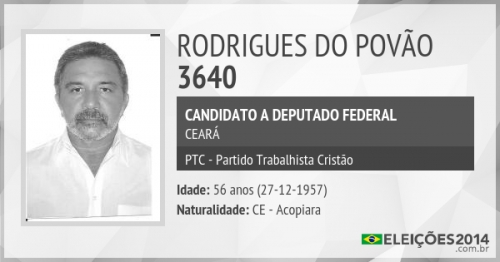 RODRIGUES DO POVÃO
3640
CANDIDATO A DEPUTADO FEDERAL
CEARÁ
PTC - Partido Trabalhista Cristão
Idade: 56 anos (27-12-1957)
Naturalidade: CE - Acopiara
ELEIÇÕES2014
.com.br